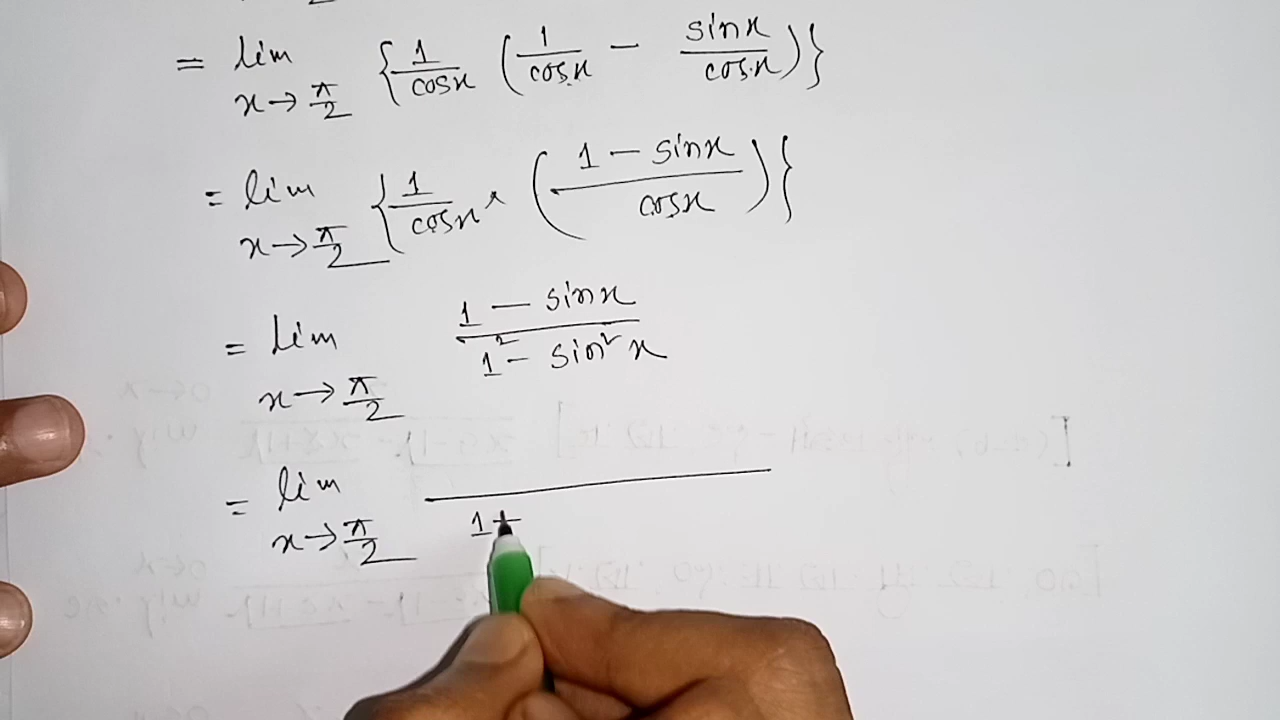 = lim x→π/2 {1/cosx (1/cosx − sinx/cosx)}
= lim x→π/2 {1/cosx × (1 − sinx/cosx)}
= lim x→π/2 1 − sinx/1² − sin²x
= lim x→π/2 1+